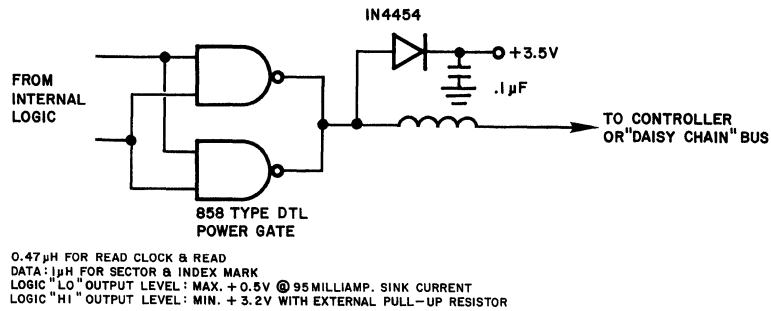 IN4454
+3.5V
.1µF
FROM
INTERNAL
LOGIC
TO CONTROLLER
OR "DAISY CHAIN" BUS
858 TYPE DTL
POWER GATE
0.47µH FOR READ CLOCK & READ
DATA: 1µH FOR SECTOR & INDEX MARK
LOGIC "LO" OUTPUT LEVEL: MAX. +0.5V @ 95 MILLIAMP. SINK CURRENT
LOGIC "HI" OUTPUT LEVEL: MIN. +3.2V WITH EXTERNAL PULL-UP RESISTOR